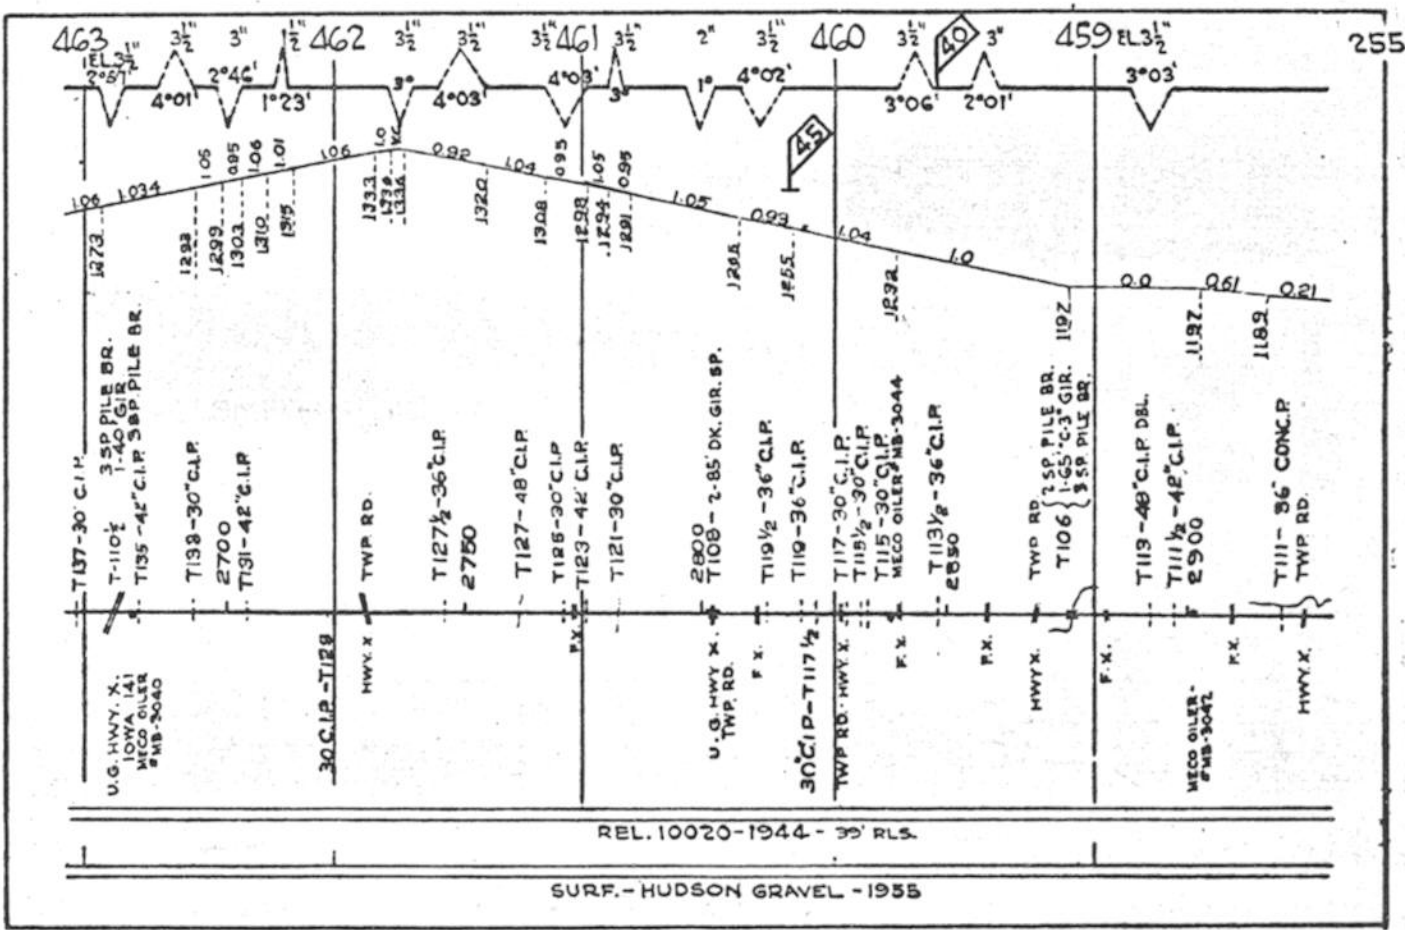 463 EL.3½" 3½" 3" 1½" 462 3½" 3½" 3½" 461 3½" 2" 3½" 460 3½" 40 3" 459 EL.3½" 255
4°01' 2°46' 1°23' 3° 4°03' 4°03' 3° 1° 4°02' 3°06' 2°01' 3°03'
45
1.06 1.034 1.05 0.95 1.06 1.01 1.06 1.0 V.C. 0.92 1.04 0.95 1.05 0.95 1.05 0.93 1.04 1.0 0.0 0.61 0.21
1273 1293 1299 1302 1310 1315 1333 1336 1320 1308 1298 1294 1291 1265 1255 1232 1197 1197 1189
T137-30" C.I.P.
3 SP. PILE BR.
1-40' GIR
T-110½
T135-42" C.I.P. 3 SP. PILE BR.
T138-30" C.I.P.
2700
T131-42" C.I.P.
TWP. RD.
T127½-36" C.I.P.
2750
T127-48" C.I.P.
T125-30" C.I.P.
T123-42" C.I.P.
T121-30" C.I.P.
2800
T108-2-85' DK. GIR. SP.
T119½-36" C.I.P.
T119-36" C.I.P.
T117-30" C.I.P.
T115½-30" C.I.P.
T115-30" C.I.P.
MECO OILER #MB-3044
T113½-36" C.I.P.
2850
TWP RD.
T106 { 2 SP. PILE BR.
1-65' C-3" GIR.
3 SP. PILE BR.
T113-48" C.I.P. DBL.
T111½-42" C.I.P.
2900
T111-36" CONC.P.
TWP. RD.
U.G. HWY. X.
IOWA 141
MECO OILER
#MB-3040
30" C.I.P-T129
HWY. X
F.X.
U.G. HWY X.
TWP. RD.
F.X.
30" C.I.P-T117½
TWP RD. HWY. X.
F.X.
F.X.
HWY X.
F.X.
MECO OILER-
#MB-3042
F.X.
HWY. X.
REL. 10020-1944-39' RLS.
SURF.-HUDSON GRAVEL-1955